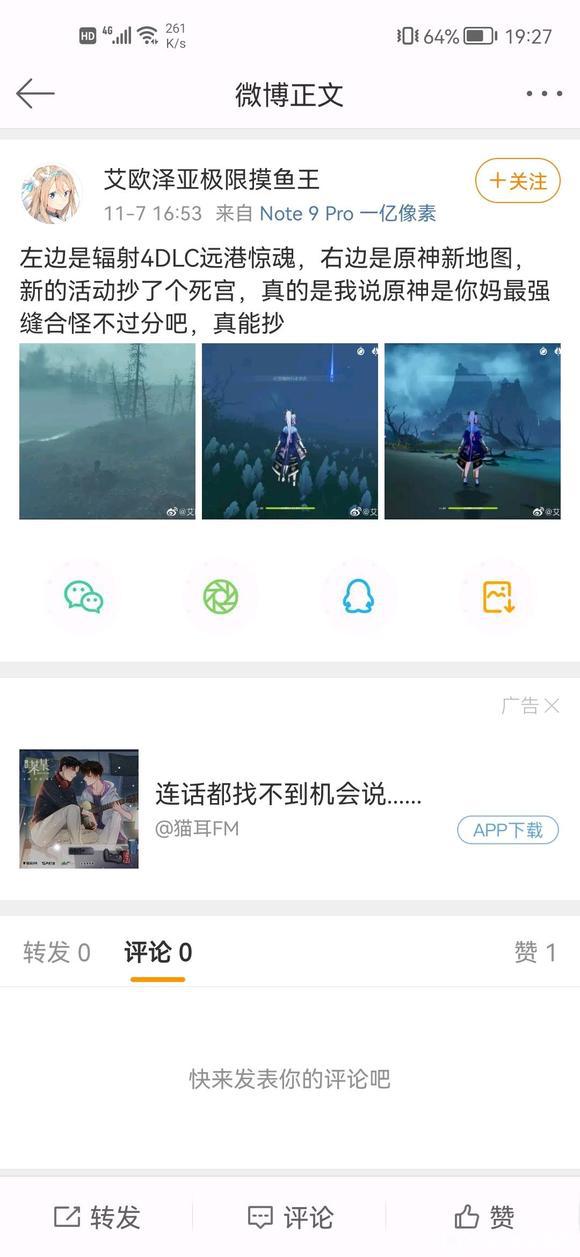 HD 4G 261 K/s 64% 19:27
微博正文
艾欧泽亚极限摸鱼王
+关注
11-7 16:53 来自 Note 9 Pro 一亿像素
左边是辐射4DLC远港惊魂，右边是原神新地图，
新的活动抄了个死宫，真的是我说原神是你妈最强
缝合怪不过分吧，真能抄
@艾
@艾
@艾
广告
连话都找不到机会说......
@猫耳FM
APP下载
转发 0
评论 0
赞 1
快来发表你的评论吧
转发
评论
赞